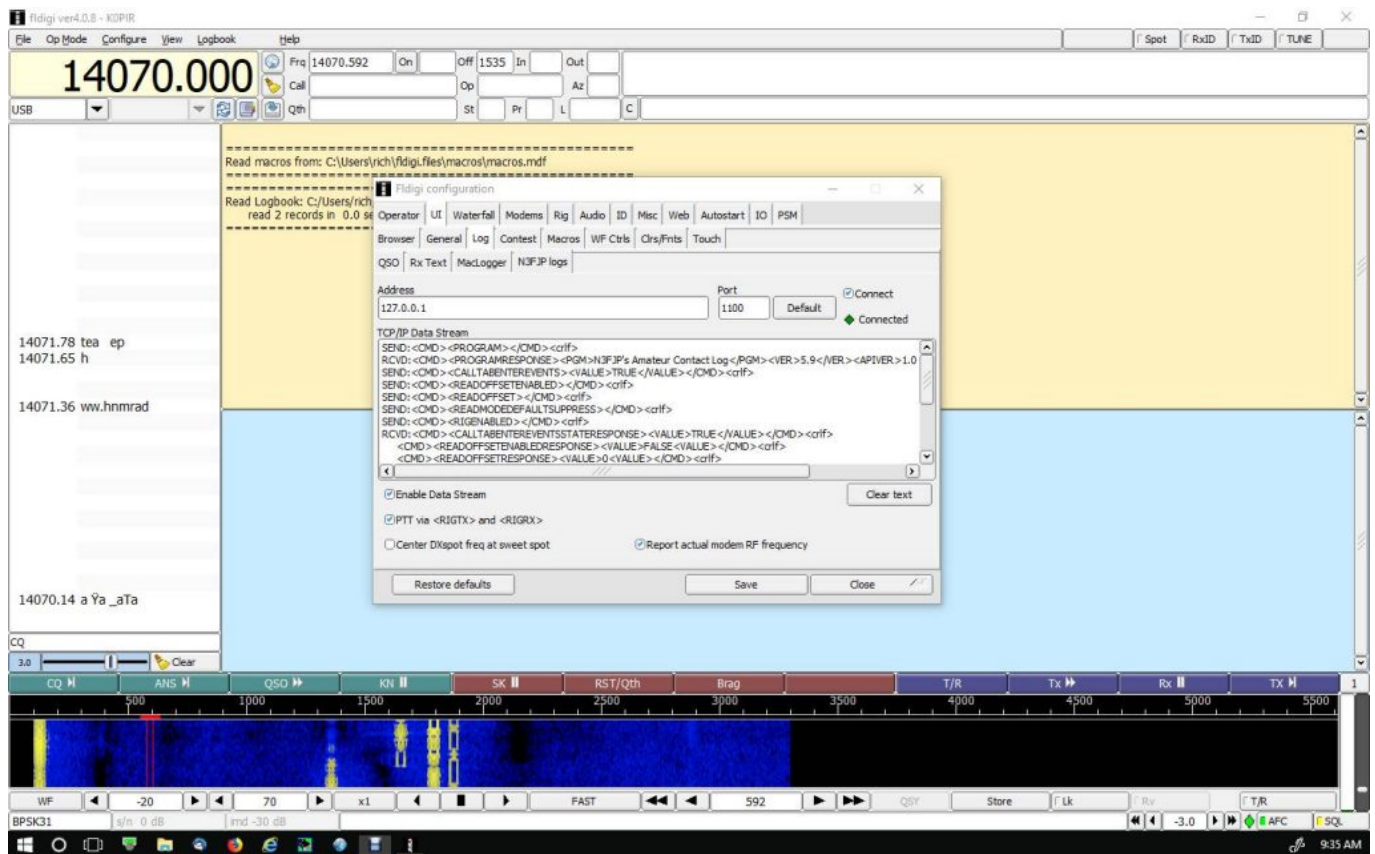 fldigi ver4.0.8 - K0PIR
File Op Mode Configure View Logbook Help Spot RxID TxID TUNE
14070.000 Frq 14070.592 On Off 1535 In Out
Call Op Az
USB Qth St Pr L C
================================================
Read macros from: C:\Users\rich\fldigi.files\macros\macros.mdf
Read Logbook: C:/Users/rich
read 2 records in 0.0 se
14071.78 tea ep
14071.65 h
14071.36 ww.hnmrad
14070.14 a Ÿa _aTa
Fldigi configuration
Operator UI Waterfall Modems Rig Audio ID Misc Web Autostart IO PSM
Browser General Log Contest Macros WF Ctrls Clrs/Fnts Touch
QSO Rx Text MacLogger N3FJP logs
Address Port
127.0.0.1 1100 Default Connect
Connected
TCP/IP Data Stream
SEND:<CMD><PROGRAM></CMD><crlf>
RCVD:<CMD><PROGRAMRESPONSE><PGM>N3FJP's Amateur Contact Log</PGM><VER>5.9</VER><APIVER>1.0
SEND:<CMD><CALLTABENTEREVENTS><VALUE>TRUE</VALUE></CMD><crlf>
SEND:<CMD><READOFFSETENABLED></CMD><crlf>
SEND:<CMD><READOFFSET></CMD><crlf>
SEND:<CMD><READMODEDEFAULTSUPPRESS></CMD><crlf>
SEND:<CMD><RIGENABLED></CMD><crlf>
RCVD:<CMD><CALLTABENTEREVENTSSTATERESPONSE><VALUE>TRUE</VALUE></CMD><crlf>
<CMD><READOFFSETENABLEDRESPONSE><VALUE>FALSE<VALUE></CMD><crlf>
<CMD><READOFFSETRESPONSE><VALUE>0<VALUE></CMD><crlf>
Enable Data Stream Clear text
PTT via <RIGTX> and <RIGRX>
Center DXspot freq at sweet spot Report actual modem RF frequency
Restore defaults Save Close
CQ
3.0 Clear
CQ ANS QSO KN SK RST/Qth Brag T/R Tx Rx TX 1
500 1000 1500 2000 2500 3000 3500 4000 4500 5000 5500
WF -20 70 x1 FAST 592 QSY Store Lk Rv T/R
BPSK31 s/n 0 dB imd -30 dB -3.0 AFC SQL
9:35 AM